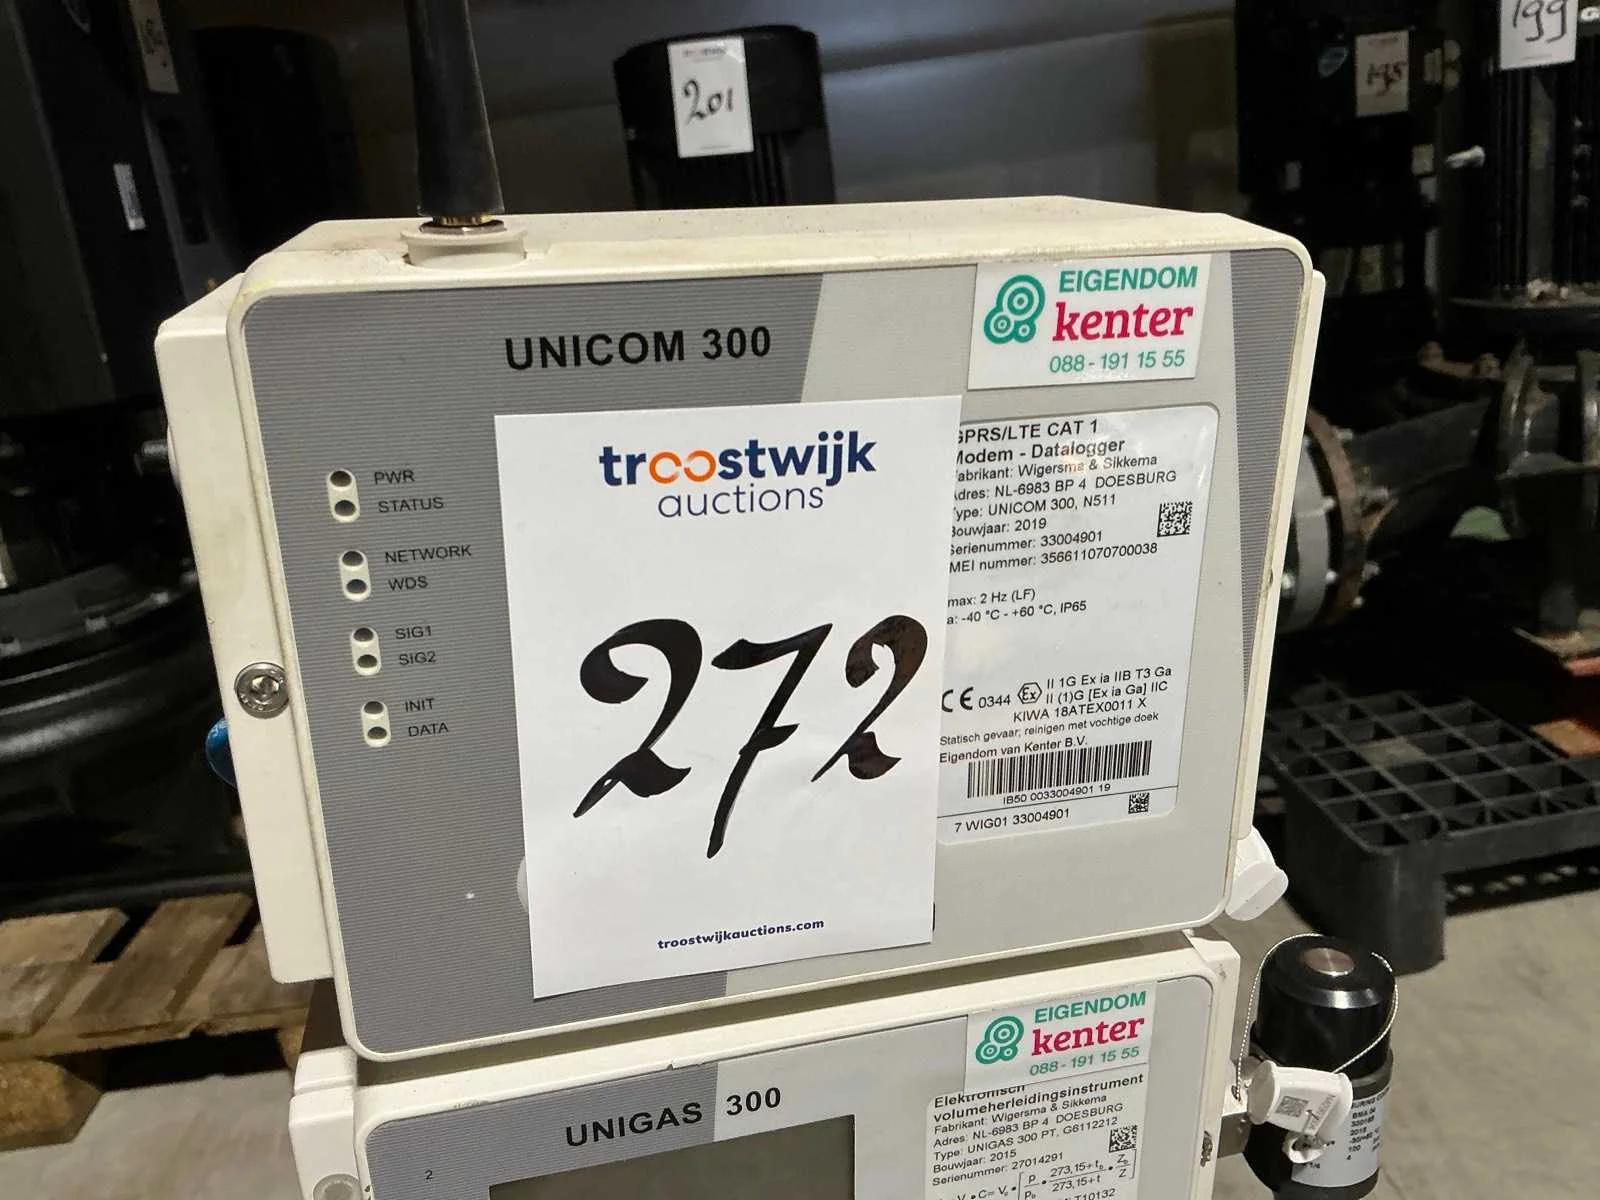 201
195
199
UNICOM 300
EIGENDOM
kenter
088-191 15 55
PWR
STATUS
NETWORK
WDS
SIG1
SIG2
INIT
DATA
troostwijk
auctions
272
troostwijkauctions.com
GPRS/LTE CAT 1
Modem - Datalogger
Fabrikant: Wigersma & Sikkema
Adres: NL-6983 BP 4 DOESBURG
Type: UNICOM 300, N511
Bouwjaar: 2019
Serienummer: 33004901
IMEI nummer: 356611070700038
max: 2 Hz (LF)
a: -40 °C - +60 °C, IP65
CE 0344 Ex II 1G Ex ia IIB T3 Ga
II (1)G [Ex ia Ga] IIC
KIWA 18ATEX0011 X
Statisch gevaar, reinigen met vochtige doek
Eigendom van Kenter B.V.
IB50 0033004901 19
7 WIG01 33004901
EIGENDOM
kenter
088-191 15 55
UNIGAS 300
2
Elektronisch
volumeherleidingsinstrument
Fabrikant: Wigersma & Sikkema
Adres: NL-6983 BP 4 DOESBURG
Type: UNIGAS 300 PT, G6112212
Bouwjaar: 2015
Serienummer: 27014291
T10132